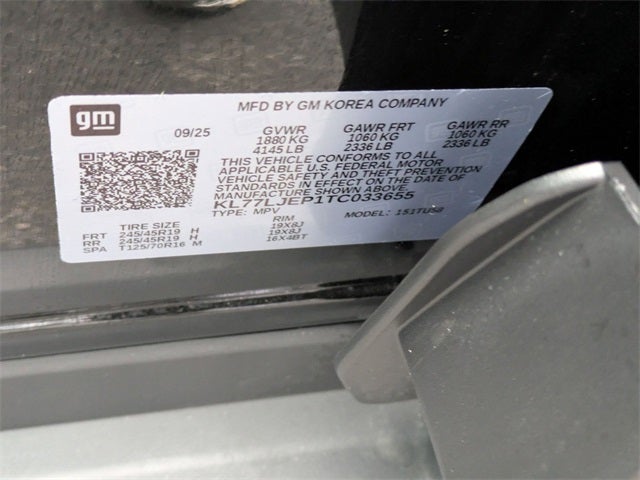 gm
MFD BY GM KOREA COMPANY
09/25 GVWR GAWR FRT GAWR RR
1880 KG 1060 KG 1060 KG
4145 LB 2336 LB 2336 LB
THIS VEHICLE CONFORMS TO ALL
APPLICABLE U.S. FEDERAL MOTOR
VEHICLE SAFETY AND THEFT PREVENTION
STANDARDS IN EFFECT ON THE DATE OF
MANUFACTURE SHOWN ABOVE.
KL77LJEP1TC033655
TYPE: MPV MODEL: 1S1TU58
TIRE SIZE RIM
FRT 245/45R19 H 19X8J
RR 245/45R19 H 19X8J
SPA T125/70R16 M 16X4BT